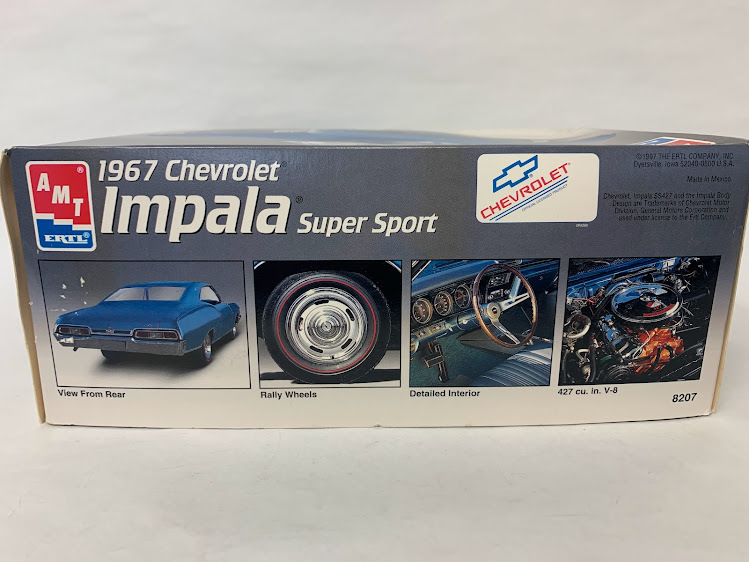 AMT
ERTL®
1967 Chevrolet®
Impala® Super Sport
CHEVROLET®
OFFICIAL LICENSED PRODUCT
©1997 THE ERTL COMPANY, INC.
Dyersville, Iowa 52040-0500 U.S.A.
Made in Mexico
Chevrolet, Impala SS427 and the Impala Body
Design are Trademarks of Chevrolet Motor
Division, General Motors Corporation and
used under license to the Ertl Company.
View From Rear
Rally Wheels
Detailed Interior
427 cu. in. V-8
8207